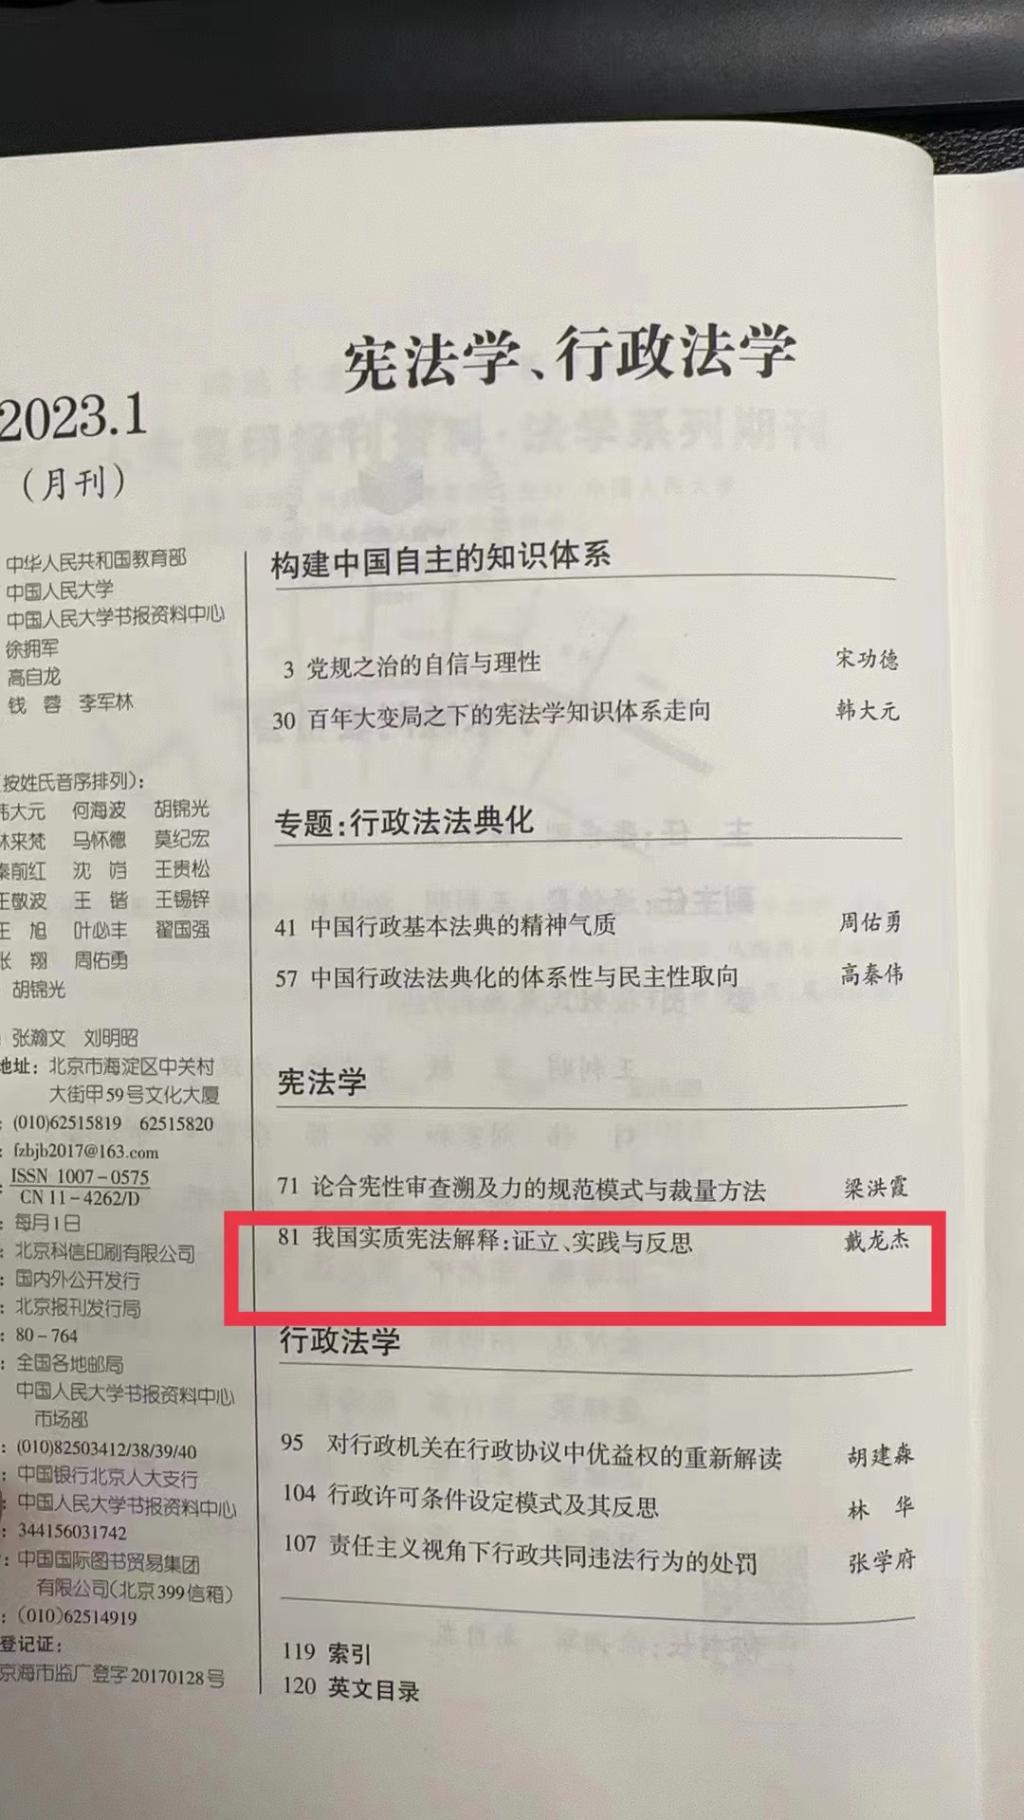 宪法学、行政法学
2023.1
（月刊）
中华人民共和国教育部
中国人民大学
中国人民大学书报资料中心
徐拥军
高自龙
钱 蓉 李军林
按姓氏音序排列）：
韩大元 何海波 胡锦光
林来梵 马怀德 莫纪宏
秦前红 沈 岿 王贵松
王敬波 王 锴 王锡锌
王 旭 叶必丰 翟国强
张 翔 周佑勇
胡锦光
张瀚文 刘明昭
地址：北京市海淀区中关村
大街甲59号文化大厦
：(010)62515819 62515820
：fzbjb2017@163.com
：ISSN 1007-0575
CN 11-4262/D
：每月1日
：北京科信印刷有限公司
：国内外公开发行
：北京报刊发行局
：80-764
：全国各地邮局
中国人民大学书报资料中心
市场部
：(010)82503412/38/39/40
：中国银行北京人大支行
：中国人民大学书报资料中心
：344156031742
：中国国际图书贸易集团
有限公司（北京399信箱）
：(010)62514919
登记证：
京海市监广登字20170128号
构建中国自主的知识体系
3 党规之治的自信与理性 宋功德
30 百年大变局之下的宪法学知识体系走向 韩大元
专题：行政法法典化
41 中国行政基本法典的精神气质 周佑勇
57 中国行政法法典化的体系性与民主性取向 高秦伟
宪法学
71 论合宪性审查溯及力的规范模式与裁量方法 梁洪霞
81 我国实质宪法解释：证立、实践与反思 戴龙杰
行政法学
95 对行政机关在行政协议中优益权的重新解读 胡建淼
104 行政许可条件设定模式及其反思 林 华
107 责任主义视角下行政共同违法行为的处罚 张学府
119 索引
120 英文目录